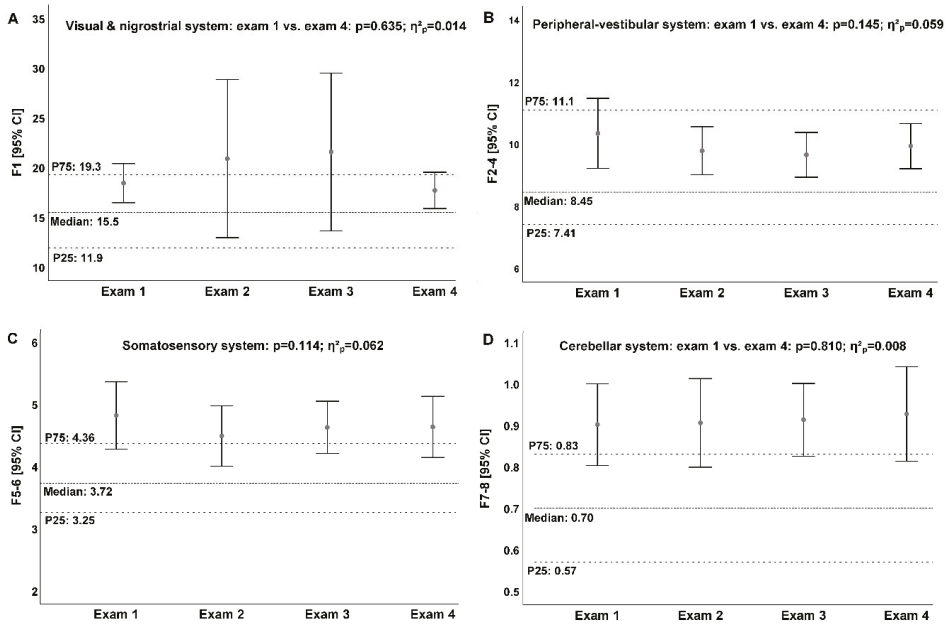 A
Visual & nigrostrial system: exam 1 vs. exam 4: p=0.635; η²ₚ=0.014
35
30
25
20
15
10
F1 [95% CI]
P75: 19.3
Median: 15.5
P25: 11.9
Exam 1 Exam 2 Exam 3 Exam 4
B
Peripheral-vestibular system: exam 1 vs. exam 4: p=0.145; η²ₚ=0.059
14
12
10
8
6
F2-4 [95% CI]
P75: 11.1
Median: 8.45
P25: 7.41
Exam 1 Exam 2 Exam 3 Exam 4
C
Somatosensory system: p=0.114; η²ₚ=0.062
6
5
4
3
2
F5-6 [95% CI]
P75: 4.36
Median: 3.72
P25: 3.25
Exam 1 Exam 2 Exam 3 Exam 4
D
Cerebellar system: exam 1 vs. exam 4: p=0.810; η²ₚ=0.008
1.1
1.0
0.9
0.8
0.7
0.6
0.5
F7-8 [95% CI]
P75: 0.83
Median: 0.70
P25: 0.57
Exam 1 Exam 2 Exam 3 Exam 4